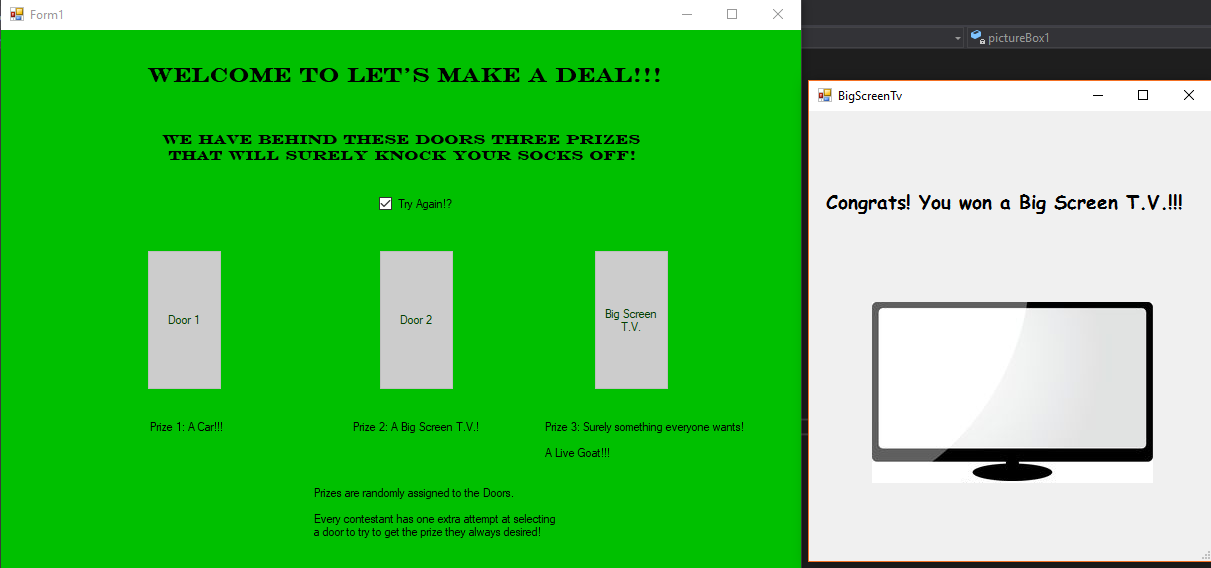 Form1
WELCOME TO LET'S MAKE A DEAL!!!
WE HAVE BEHIND THESE DOORS THREE PRIZES
THAT WILL SURELY KNOCK YOUR SOCKS OFF!
Try Again!?
Door 1
Door 2
Big Screen
T.V.
Prize 1: A Car!!!
Prize 2: A Big Screen T.V.!
Prize 3: Surely something everyone wants!
A Live Goat!!!
Prizes are randomly assigned to the Doors.
Every contestant has one extra attempt at selecting
a door to try to get the prize they always desired!
pictureBox1
BigScreenTv
Congrats! You won a Big Screen T.V.!!!